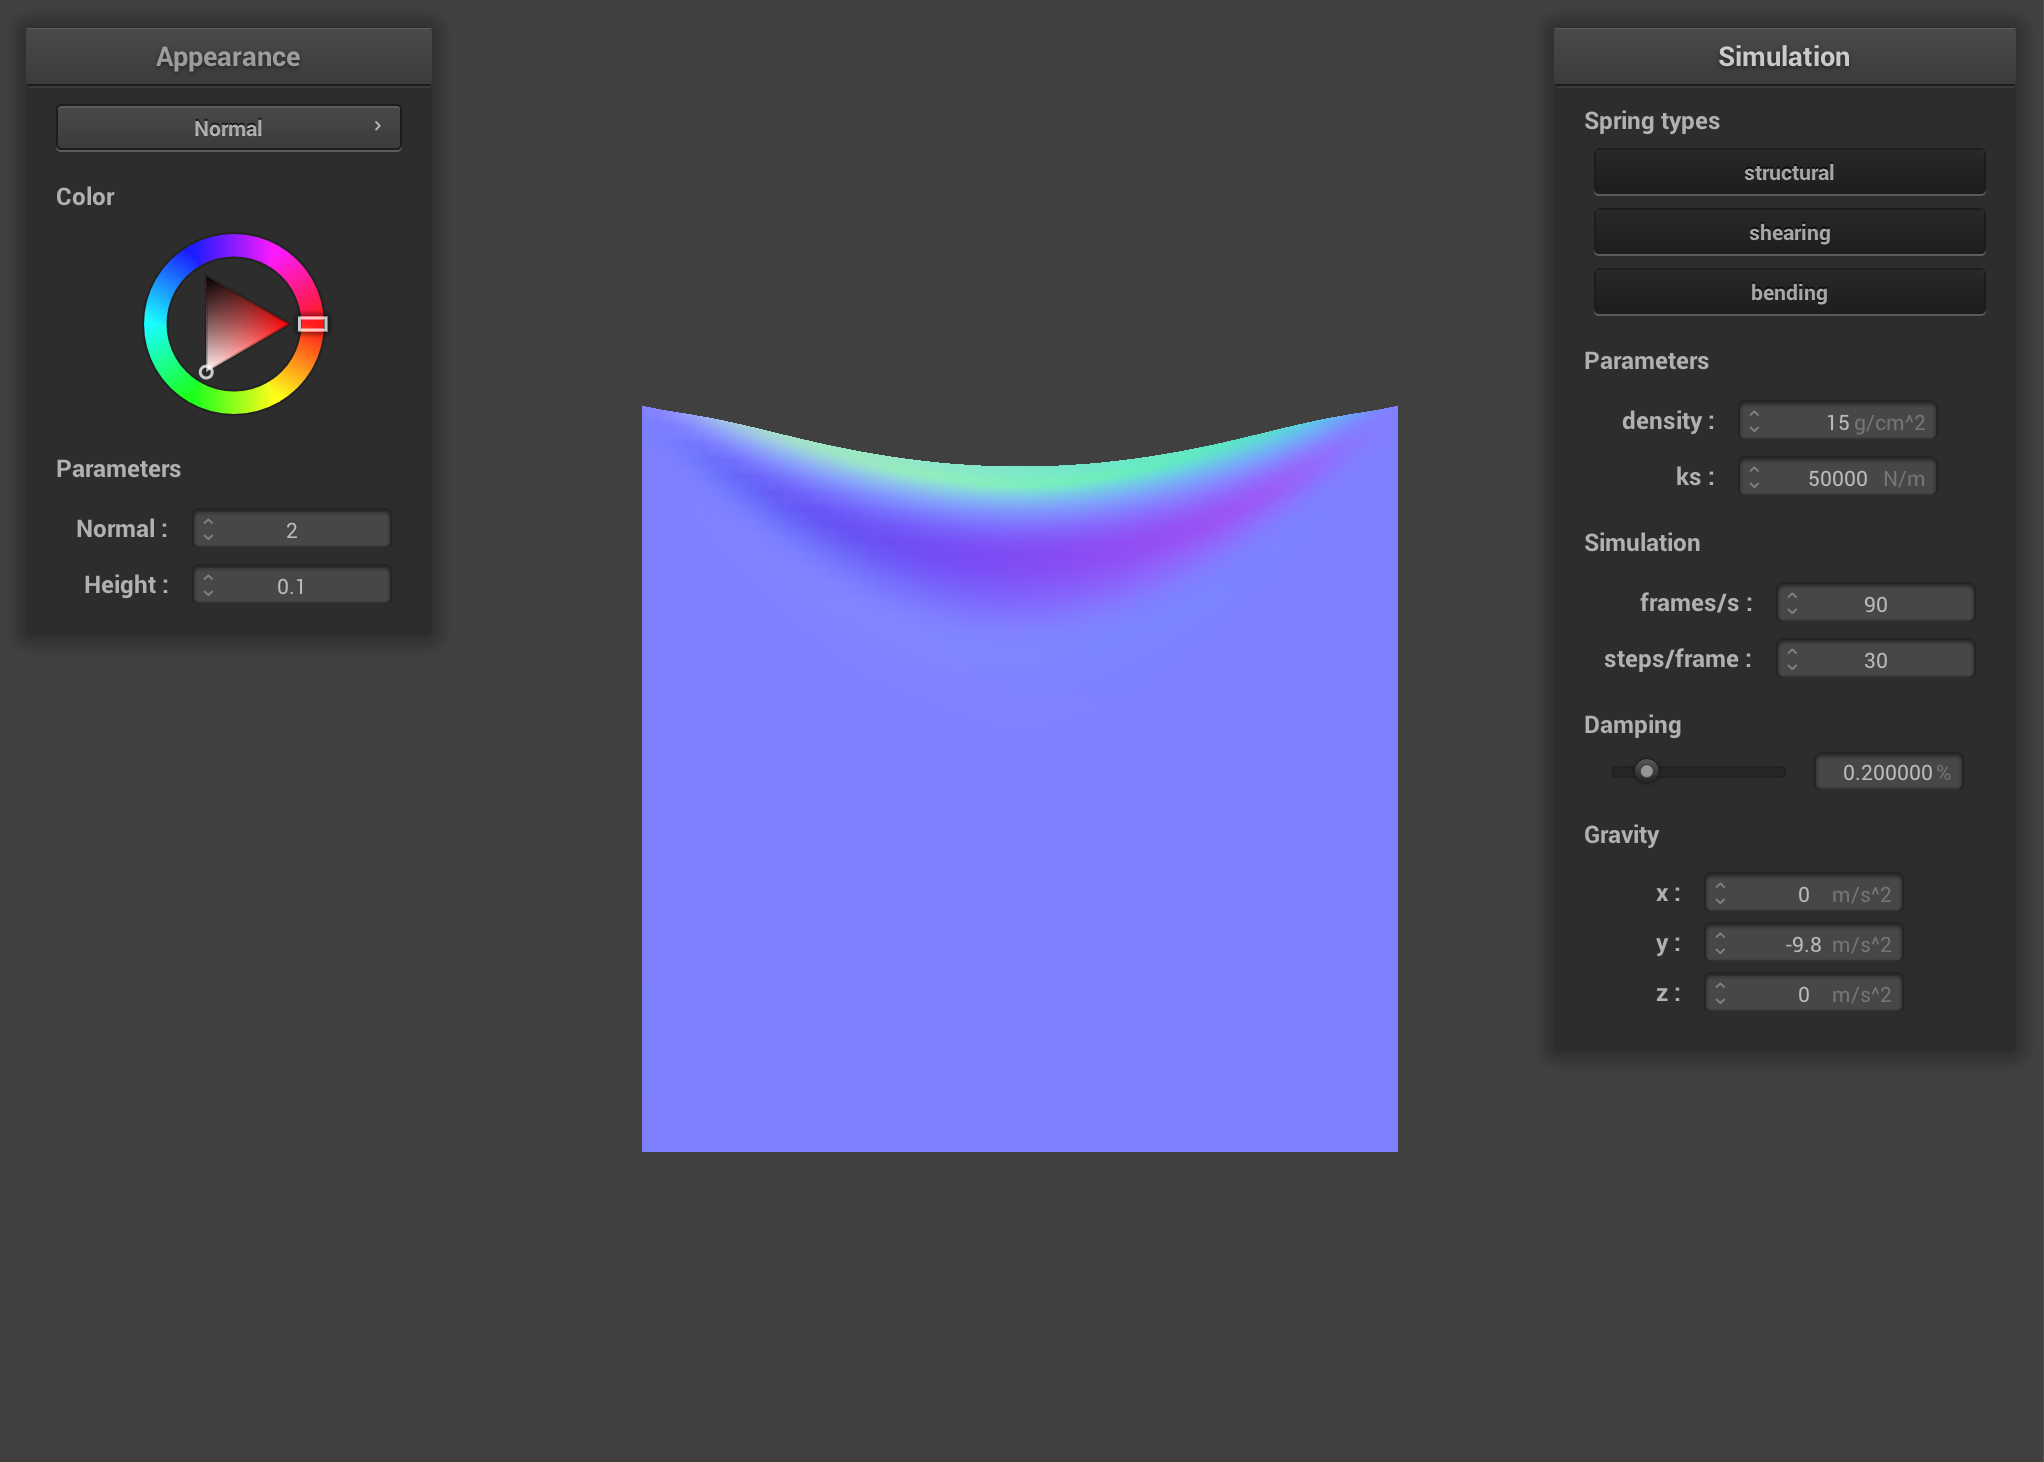 Appearance
Normal
Color
Parameters
Normal : 2
Height : 0.1
Simulation
Spring types
structural
shearing
bending
Parameters
density : 15 g/cm^2
ks : 50000 N/m
Simulation
frames/s : 90
steps/frame : 30
Damping
0.200000 %
Gravity
x : 0 m/s^2
y : -9.8 m/s^2
z : 0 m/s^2